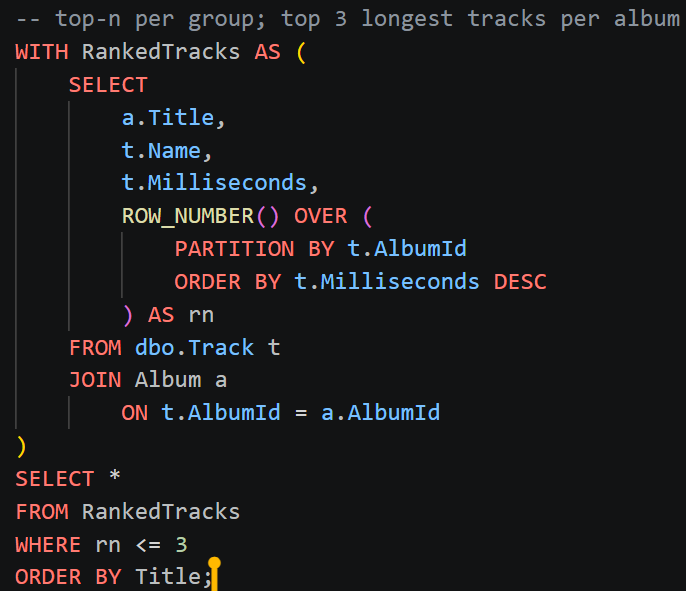 -- top-n per group; top 3 longest tracks per album
WITH RankedTracks AS (
    SELECT
        a.Title,
        t.Name,
        t.Milliseconds,
        ROW_NUMBER() OVER (
            PARTITION BY t.AlbumId
            ORDER BY t.Milliseconds DESC
        ) AS rn
    FROM dbo.Track t
    JOIN Album a
        ON t.AlbumId = a.AlbumId
)
SELECT *
FROM RankedTracks
WHERE rn <= 3
ORDER BY Title;